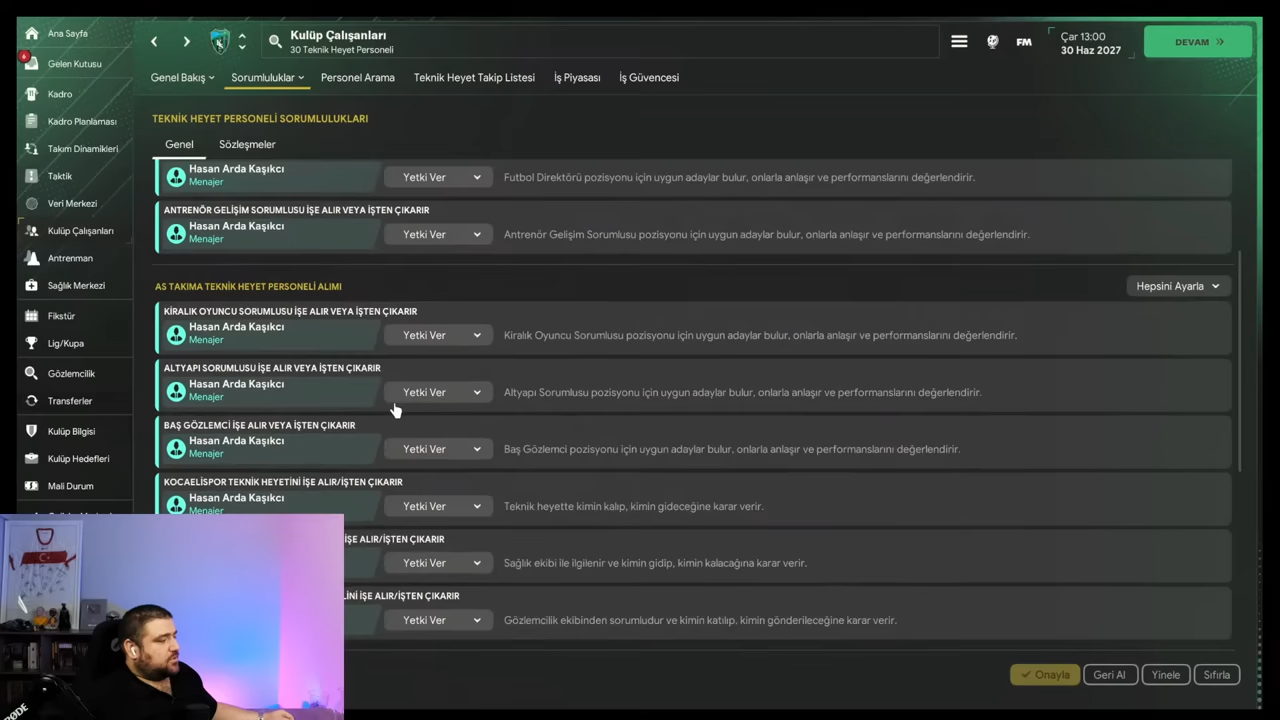 Ana Sayfa
6
Gelen Kutusu
Kadro
Kadro Planlaması
Takım Dinamikleri
Taktik
Veri Merkezi
Kulüp Çalışanları
Antrenman
Sağlık Merkezi
Fikstür
Lig/Kupa
Gözlemcilik
Transferler
Kulüp Bilgisi
Kulüp Hedefleri
Mali Durum
Kulüp Çalışanları
30 Teknik Heyet Personeli
FM
Çar 13:00
30 Haz 2027
DEVAM
Genel Bakış
Sorumluluklar
Personel Arama
Teknik Heyet Takip Listesi
İş Piyasası
İş Güvencesi
TEKNİK HEYET PERSONELİ SORUMLULUKLARI
Genel
Sözleşmeler
Hasan Arda Kaşıkcı
Menajer
Yetki Ver
Futbol Direktörü pozisyonu için uygun adaylar bulur, onlarla anlaşır ve performanslarını değerlendirir.
ANTRENÖR GELİŞİM SORUMLUSU İŞE ALIR VEYA İŞTEN ÇIKARIR
Hasan Arda Kaşıkcı
Menajer
Yetki Ver
Antrenör Gelişim Sorumlusu pozisyonu için uygun adaylar bulur, onlarla anlaşır ve performanslarını değerlendirir.
AS TAKIMA TEKNİK HEYET PERSONELİ ALIMI
Hepsini Ayarla
KİRALIK OYUNCU SORUMLUSU İŞE ALIR VEYA İŞTEN ÇIKARIR
Hasan Arda Kaşıkcı
Menajer
Yetki Ver
Kiralık Oyuncu Sorumlusu pozisyonu için uygun adaylar bulur, onlarla anlaşır ve performanslarını değerlendirir.
ALTYAPI SORUMLUSU İŞE ALIR VEYA İŞTEN ÇIKARIR
Hasan Arda Kaşıkcı
Menajer
Yetki Ver
Altyapı Sorumlusu pozisyonu için uygun adaylar bulur, onlarla anlaşır ve performanslarını değerlendirir.
BAŞ GÖZLEMCİ İŞE ALIR VEYA İŞTEN ÇIKARIR
Hasan Arda Kaşıkcı
Menajer
Yetki Ver
Baş Gözlemci pozisyonu için uygun adaylar bulur, onlarla anlaşır ve performanslarını değerlendirir.
KOCAELİSPOR TEKNİK HEYETİNİ İŞE ALIR/İŞTEN ÇIKARIR
Hasan Arda Kaşıkcı
Menajer
Yetki Ver
Teknik heyette kimin kalıp, kimin gideceğine karar verir.
İŞE ALIR/İŞTEN ÇIKARIR
Yetki Ver
Sağlık ekibi ile ilgilenir ve kimin gidip, kimin kalacağına karar verir.
LİNİ İŞE ALIR/İŞTEN ÇIKARIR
Yetki Ver
Gözlemcilik ekibinden sorumludur ve kimin katılıp, kimin gönderileceğine karar verir.
Onayla
Geri Al
Yinele
Sıfırla
RØDE